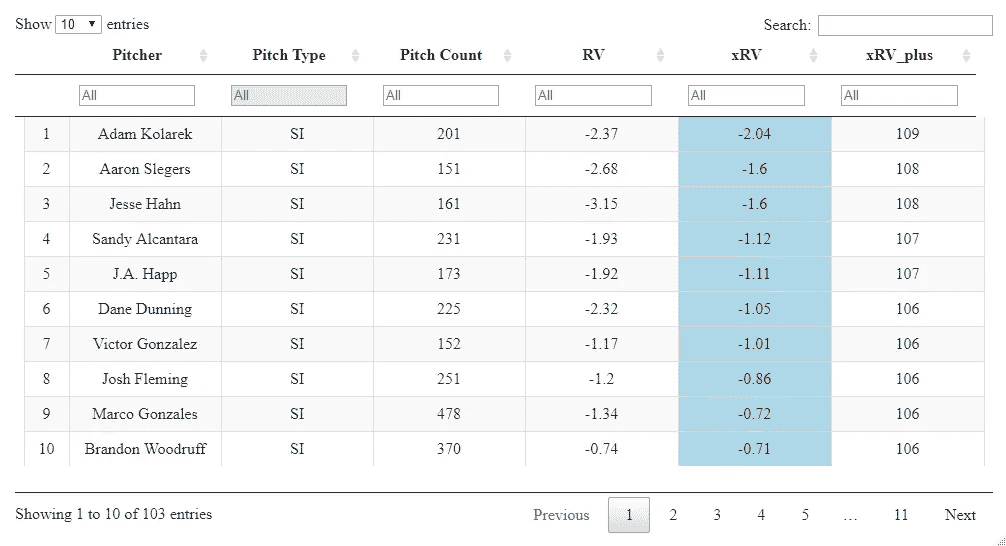 Show 10 entries Search:
Pitcher Pitch Type Pitch Count RV xRV xRV_plus
All All All All All All
1 Adam Kolarek SI 201 -2.37 -2.04 109
2 Aaron Slegers SI 151 -2.68 -1.6 108
3 Jesse Hahn SI 161 -3.15 -1.6 108
4 Sandy Alcantara SI 231 -1.93 -1.12 107
5 J.A. Happ SI 173 -1.92 -1.11 107
6 Dane Dunning SI 225 -2.32 -1.05 106
7 Victor Gonzalez SI 152 -1.17 -1.01 106
8 Josh Fleming SI 251 -1.2 -0.86 106
9 Marco Gonzales SI 478 -1.34 -0.72 106
10 Brandon Woodruff SI 370 -0.74 -0.71 106
Showing 1 to 10 of 103 entries Previous 1 2 3 4 5 ... 11 Next